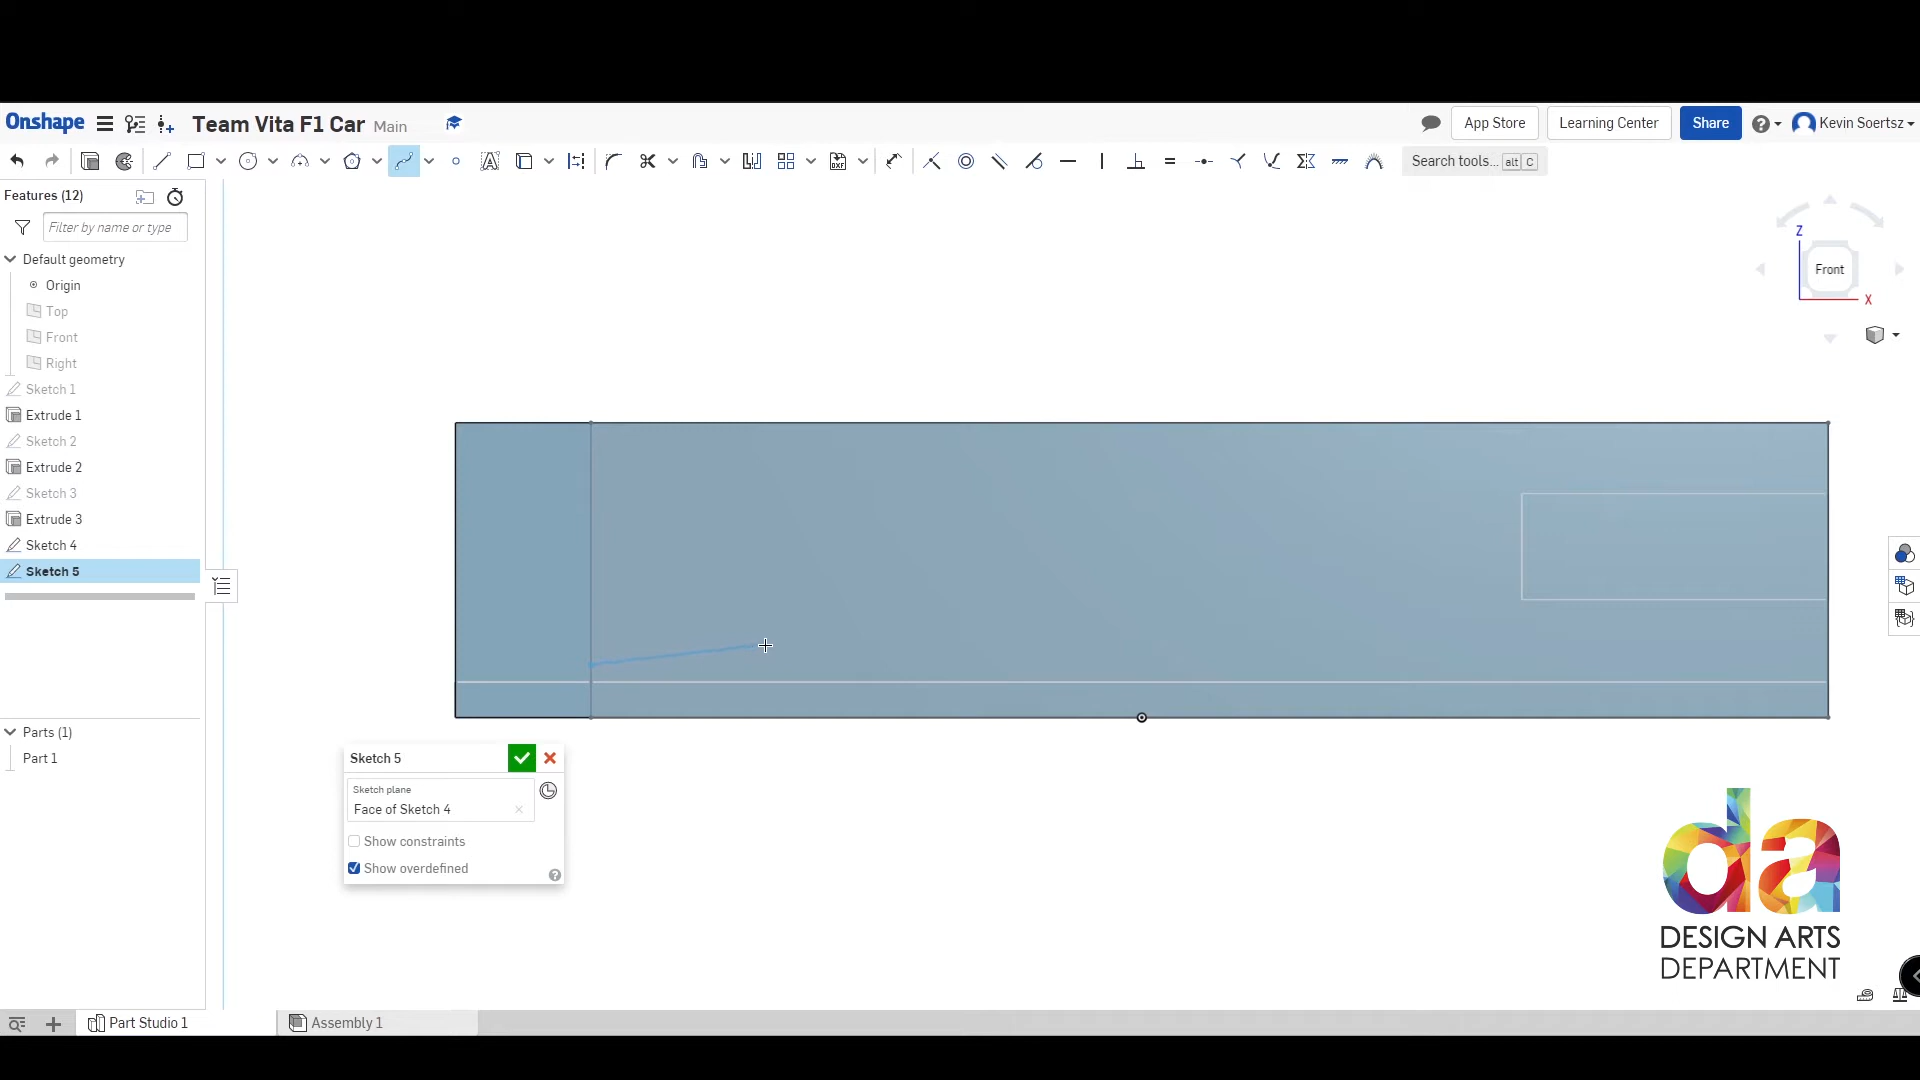 Onshape
Team Vita F1 Car Main
App Store
Learning Center
Share
Kevin Soertsz
Search tools... alt C
Features (12)
Filter by name or type
Default geometry
Origin
Top
Front
Right
Sketch 1
Extrude 1
Sketch 2
Extrude 2
Sketch 3
Extrude 3
Sketch 4
Sketch 5
Parts (1)
Part 1
Z
Front
X
Sketch 5
Sketch plane
Face of Sketch 4
Show constraints
Show overdefined
da
DESIGN ARTS
DEPARTMENT
Part Studio 1
Assembly 1